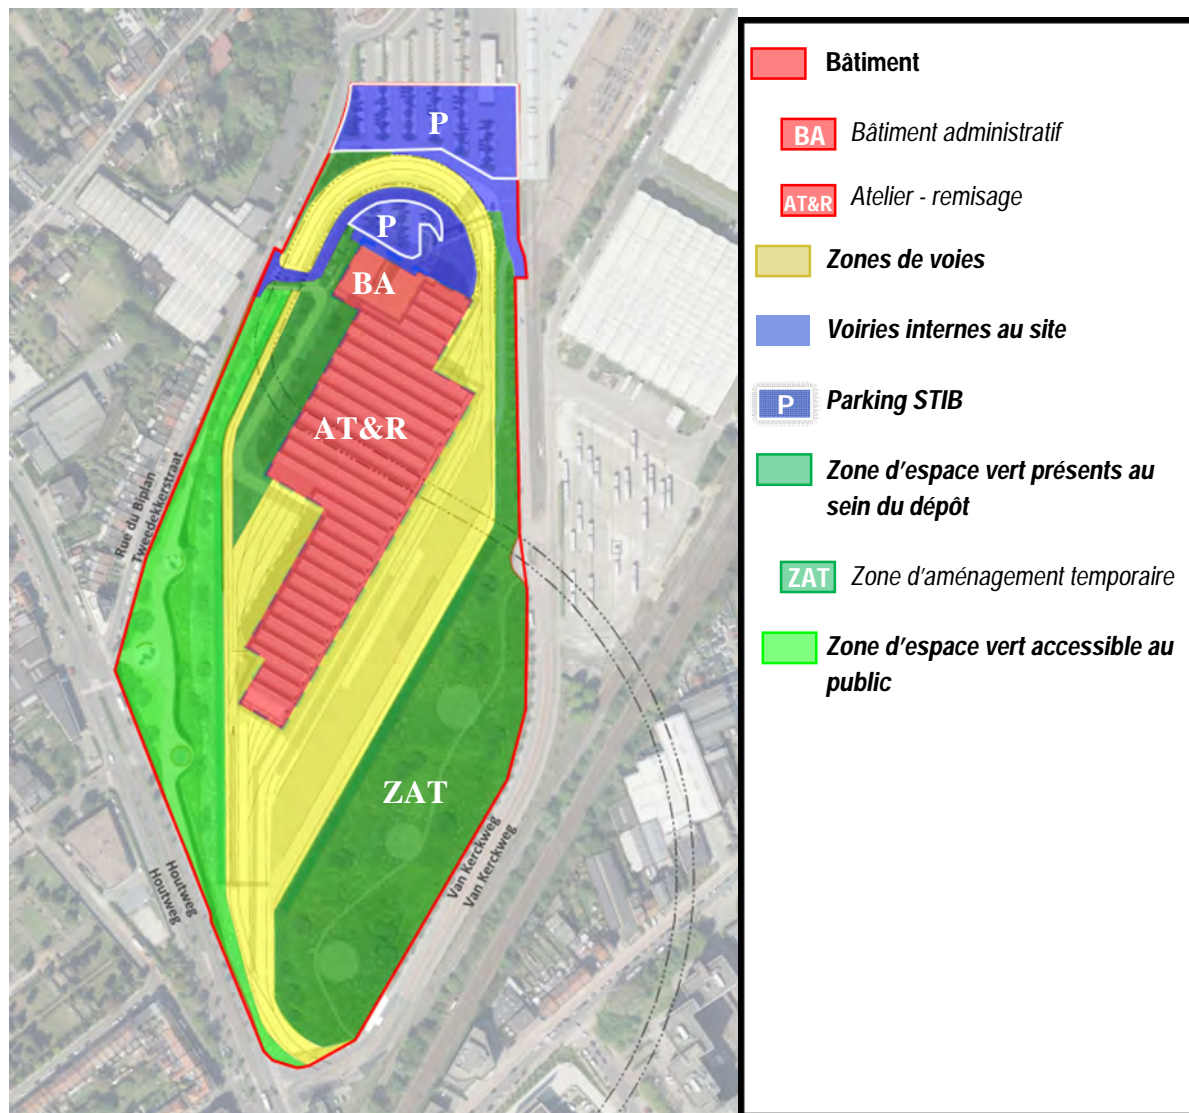 P
P
BA
AT&R
ZAT
Rue du Biplan
Tweedekkerstraat
Houtweg
Houtweg
Van Kerckweg
Van Kerckweg
Bâtiment
BA Bâtiment administratif
AT&R Atelier - remisage
Zones de voies
Voiries internes au site
P Parking STIB
Zone d'espace vert présents au
sein du dépôt
ZAT Zone d'aménagement temporaire
Zone d'espace vert accessible au
public